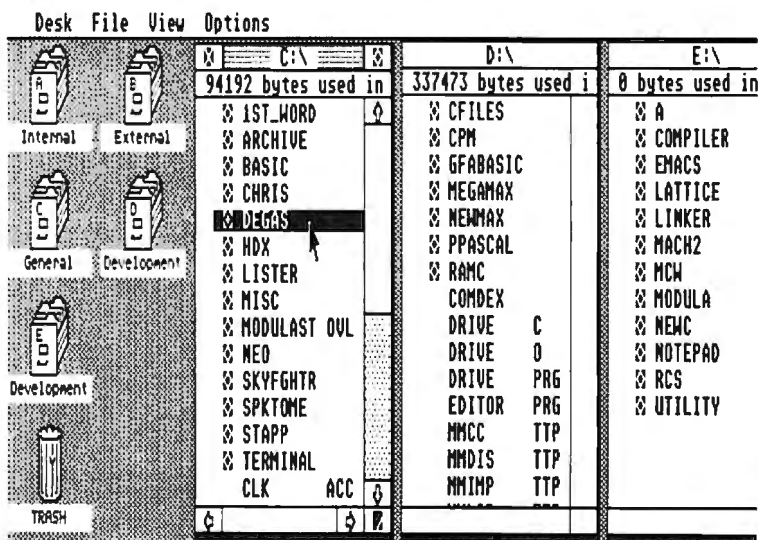 Desk File View Options
A
Internal
B
External
C
General
D
Development
E
Development
TRASH
C:\
94192 bytes used in
1ST_WORD
ARCHIVE
BASIC
CHRIS
DEGAS
HDX
LISTER
MISC
MODULAST OVL
NEO
SKYFGHTR
SPKTOME
STAPP
TERMINAL
CLK ACC
D:\
337473 bytes used i
CFILES
CPM
GFABASIC
MEGAMAX
NEWMAX
PPASCAL
RAMC
COMDEX
DRIVE C
DRIVE O
DRIVE PRG
EDITOR PRG
MMCC TTP
MMDIS TTP
MMIMP TTP
E:\
0 bytes used in
A
COMPILER
EMACS
LATTICE
LINKER
MACH2
MCW
MODULA
NEWC
NOTEPAD
RCS
UTILITY